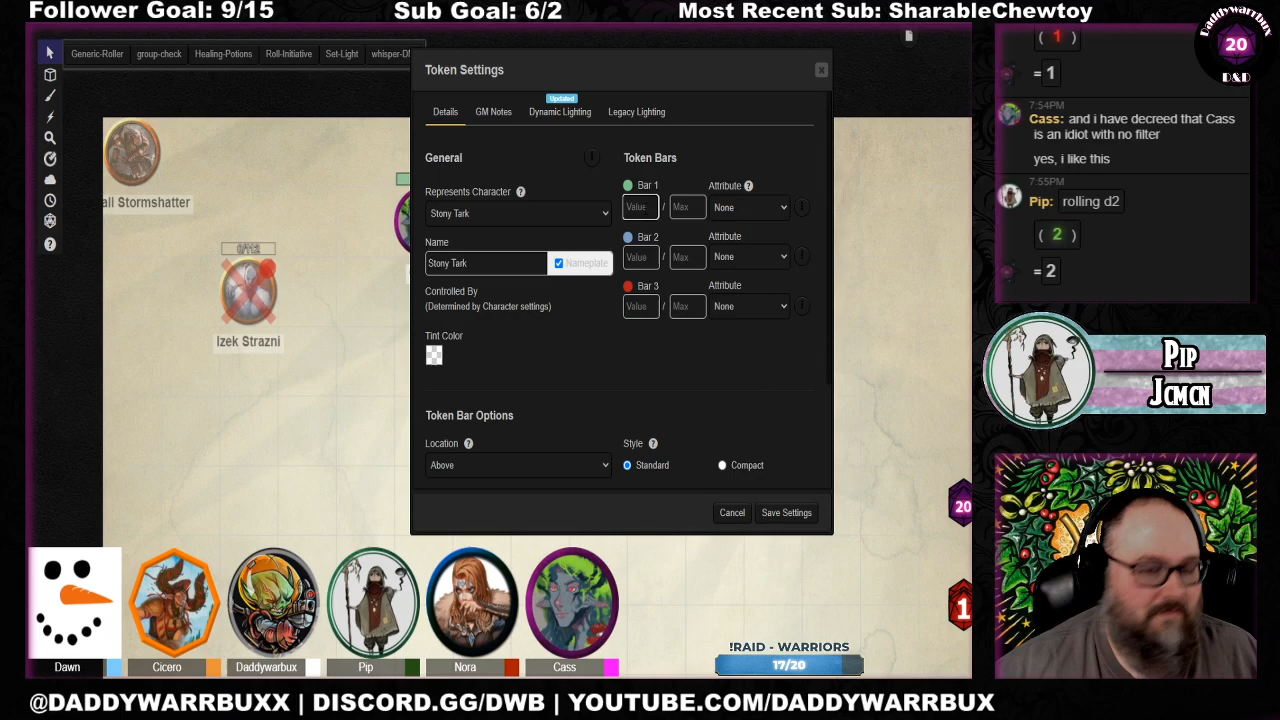 Follower Goal: 9/15
Sub Goal: 6/2
Most Recent Sub: SharableChewtoy
Daddywarrbux
20
D&D
Generic-Roller
group-check
Healing-Potions
Roll-Initiative
Set-Light
whisper-DM
Token Settings
x
Updated
Details
GM Notes
Dynamic Lighting
Legacy Lighting
General
Token Bars
Represents Character
Stony Tark
Name
Stony Tark
Nameplate
Controlled By
(Determined by Character settings)
Tint Color
Bar 1
Attribute
Value / Max
None
Bar 2
Attribute
Value / Max
None
Bar 3
Attribute
Value / Max
None
Token Bar Options
Location
Above
Style
Standard
Compact
Cancel
Save Settings
all Stormshatter
0/112
Izek Strazni
( 1 )
= 1
7:54PM
Cass: and i have decreed that Cass
is an idiot with no filter
yes, i like this
7:55PM
Pip: rolling d2
( 2 )
= 2
Pip
Jcmcn
20
1
Dawn
Cicero
Daddywarbux
Pip
Nora
Cass
!RAID - WARRIORS
17/20
@DADDYWARRBUXX | DISCORD.GG/DWB | YOUTUBE.COM/DADDYWARRBUX